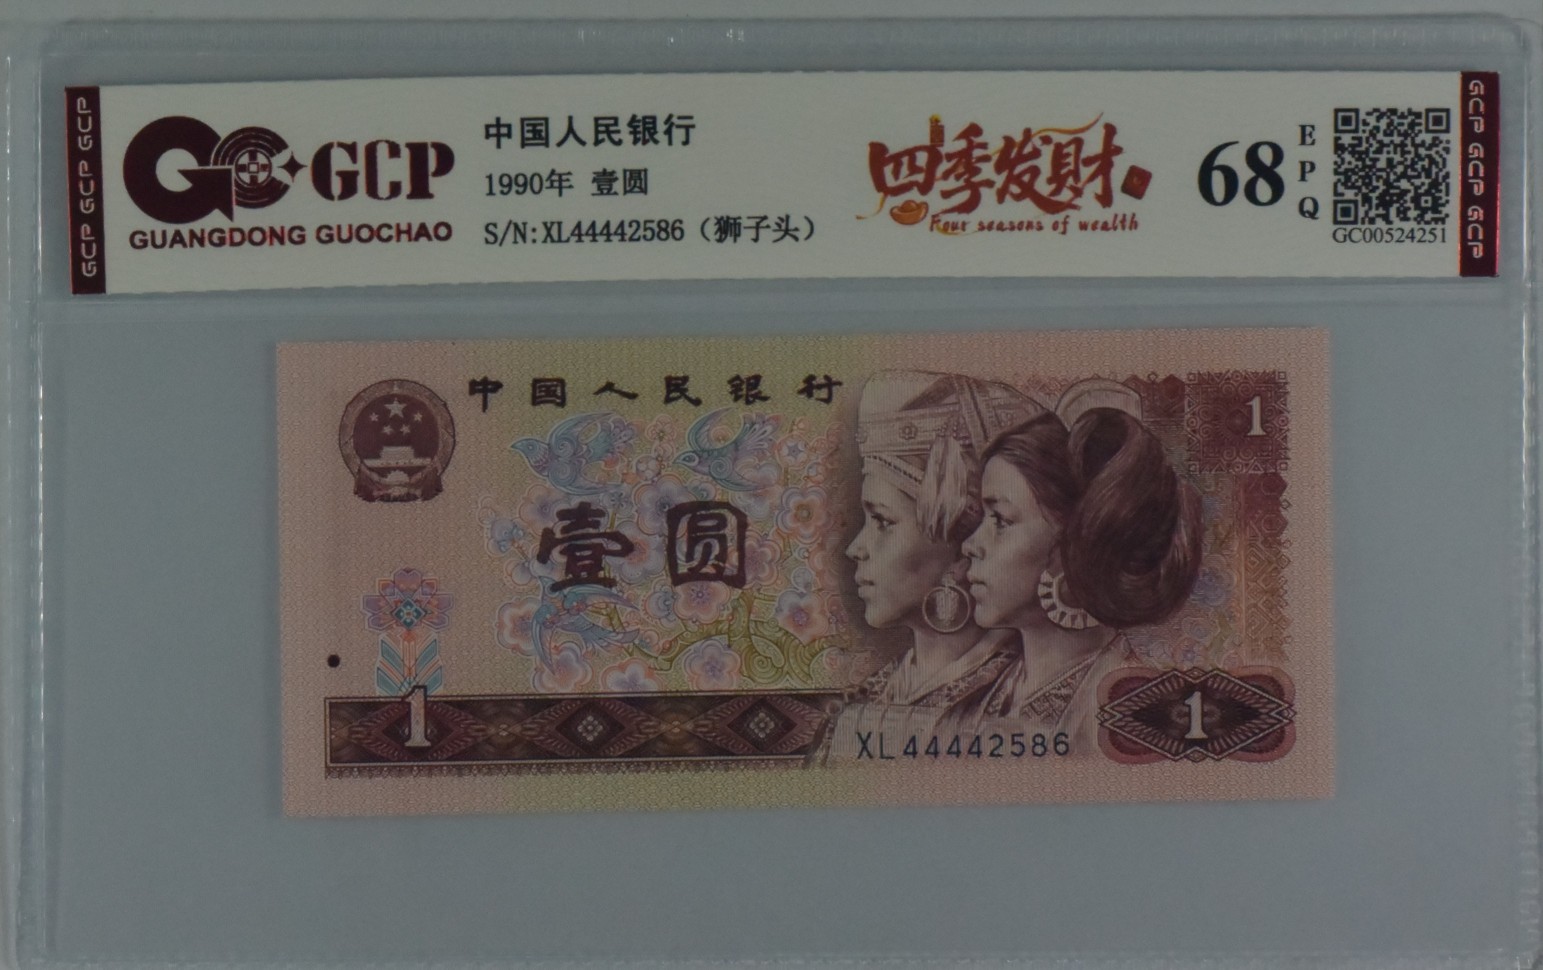 GCP GCP GCP
GCP
GUANGDONG GUOCHAO
中国人民银行
1990年 壹圆
S/N:XL44442586（狮子头）
四季发财
Four seasons of wealth
68
EPQ
GC00524251
GCP GCP GCP
中国人民银行
1
壹圆
1
XL44442586
1